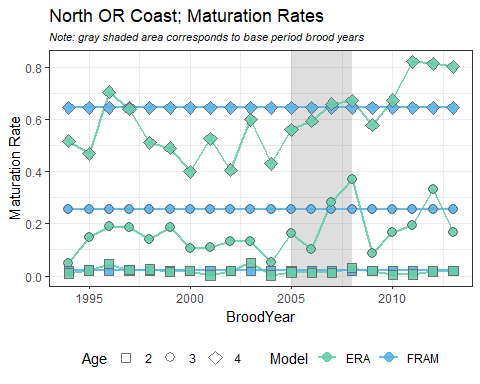 North OR Coast; Maturation Rates
Note: gray shaded area corresponds to base period brood years
Maturation Rate
0.8
0.6
0.4
0.2
0.0
1995 2000 2005 2010
BroodYear
Age 2 3 4 Model ERA FRAM